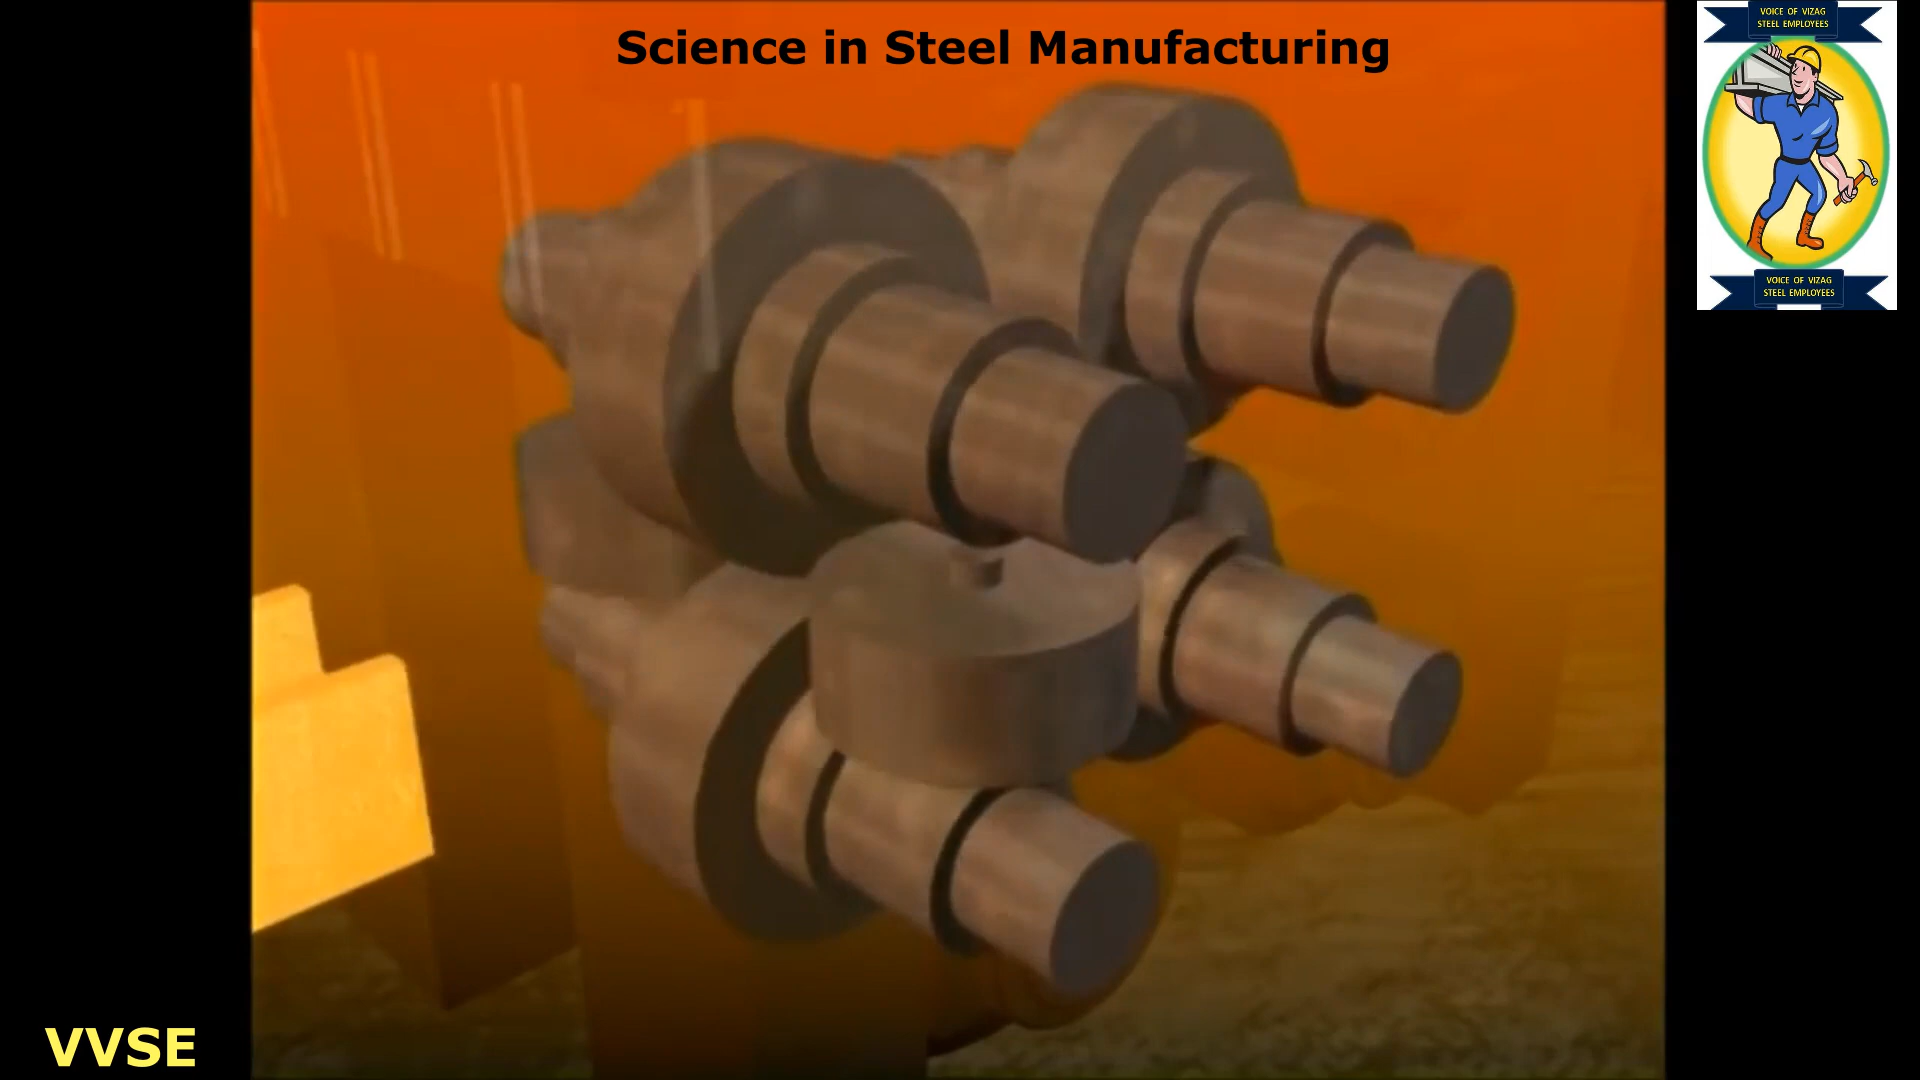 Science in Steel Manufacturing
VOICE OF VIZAG
STEEL EMPLOYEES
VOICE OF VIZAG
STEEL EMPLOYEES
VVSE